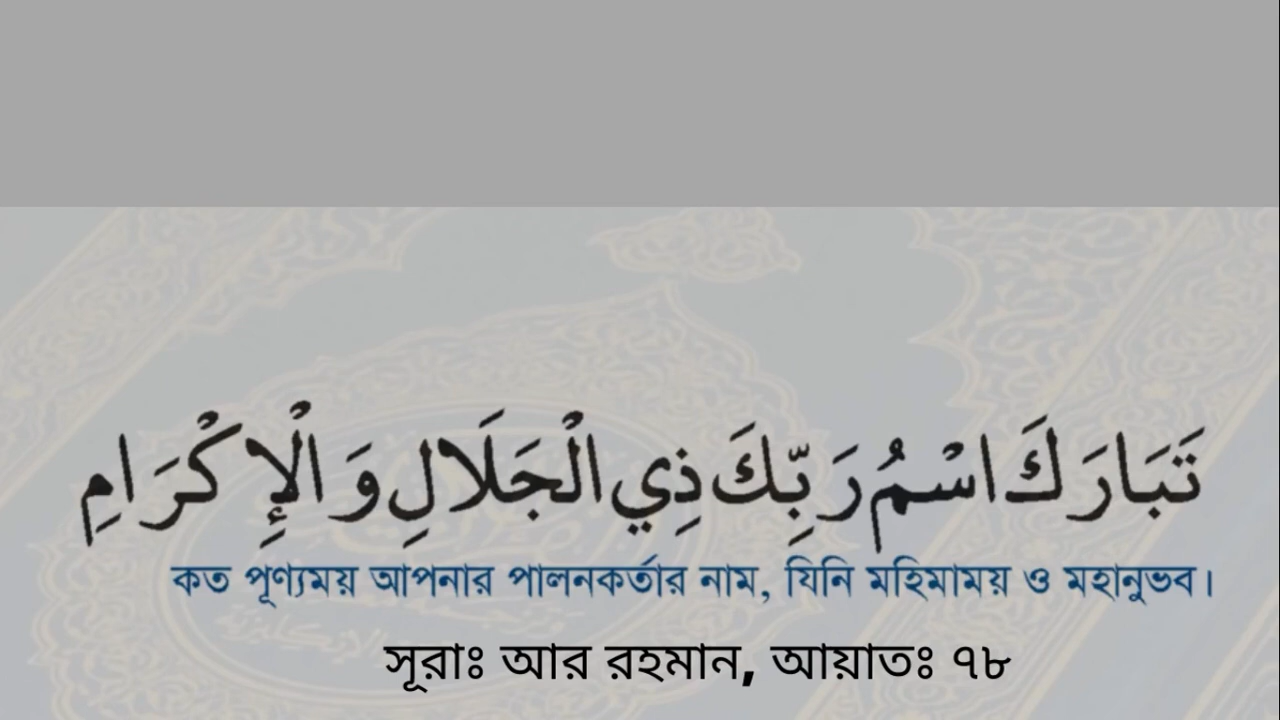 تَبَارَكَ اسْمُ رَبِّكَ ذِي الْجَلَالِ وَالْإِكْرَامِ
কত পূণ্যময় আপনার পালনকর্তার নাম, যিনি মহিমাময় ও মহানুভব।
সূরাঃ আর রহমান, আয়াতঃ ৭৮